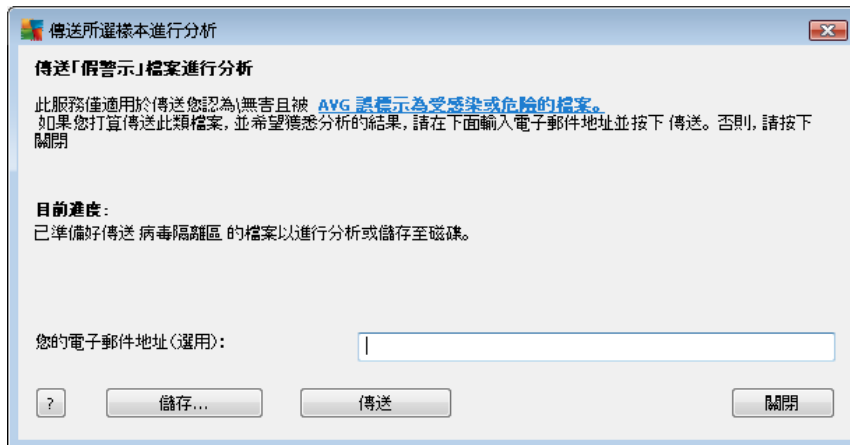 傳送所選樣本進行分析
傳送「假警示」檔案進行分析
此服務僅適用於傳送您認為\無害且被 AVG 誤標示為受感染或危險的檔案。
如果您打算傳送此類檔案, 並希望獲悉分析的結果, 請在下面輸入電子郵件地址並按下 傳送。否則, 請按下
關閉
目前進度:
已準備好傳送 病毒隔離區 的檔案以進行分析或儲存至磁碟。
您的電子郵件地址(選用):
? 儲存... 傳送 關閉